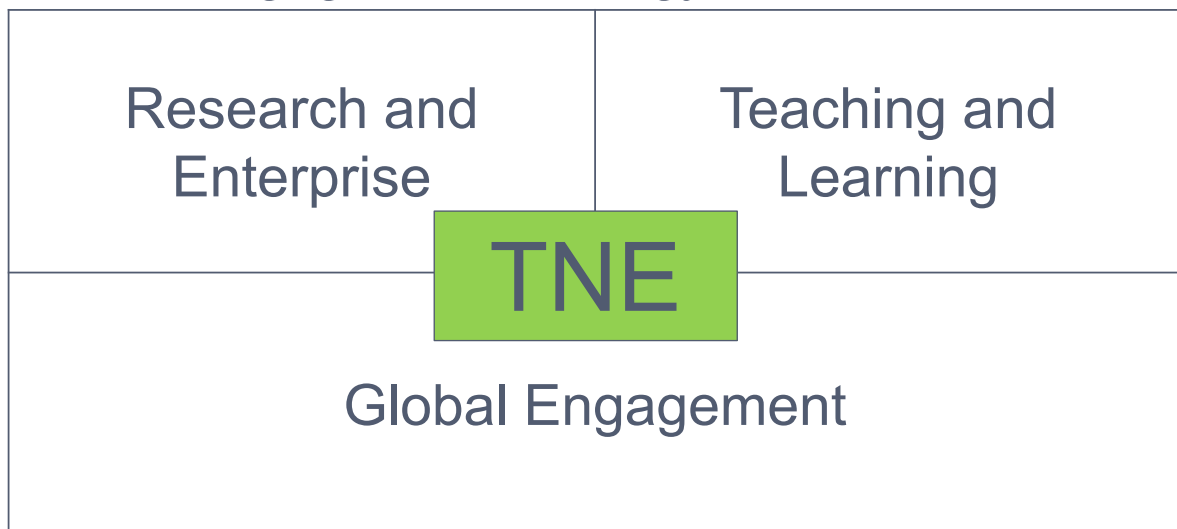 Research and
Enterprise
Teaching and
Learning
TNE
Global Engagement